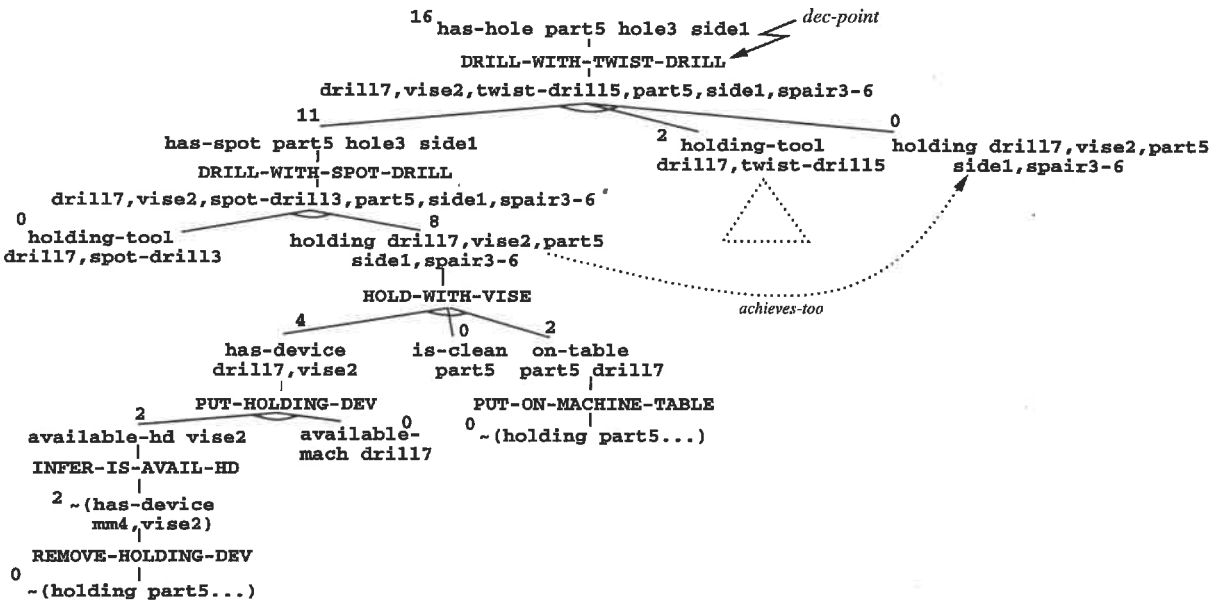 dec-point
16 has-hole part5 hole3 side1
DRILL-WITH-TWIST-DRILL
drill7,vise2,twist-drill5,part5,side1,spair3-6
11
has-spot part5 hole3 side1
2 holding-tool
drill7,twist-drill5
0
holding drill7,vise2,part5
side1,spair3-6
DRILL-WITH-SPOT-DRILL
drill7,vise2,spot-drill3,part5,side1,spair3-6
0
holding-tool
drill7,spot-drill3
8
holding drill7,vise2,part5
side1,spair3-6
achieves-too
HOLD-WITH-VISE
4
has-device
drill7,vise2
0
is-clean
part5
2
on-table
part5 drill7
PUT-HOLDING-DEV
PUT-ON-MACHINE-TABLE
2
available-hd vise2
0
available-
mach drill7
0 ~(holding part5...)
INFER-IS-AVAIL-HD
2 ~(has-device
mm4,vise2)
REMOVE-HOLDING-DEV
0 ~(holding part5...)